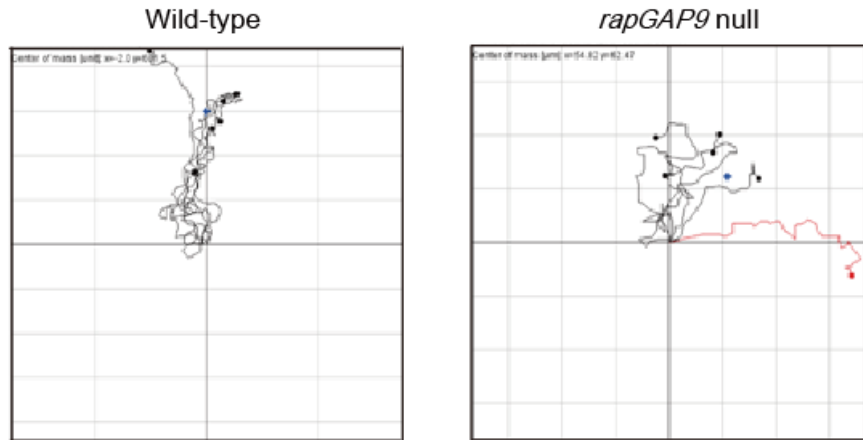 Wild-type
rapGAP9 null
Center of mass [µm] x=54.82 y=62.47